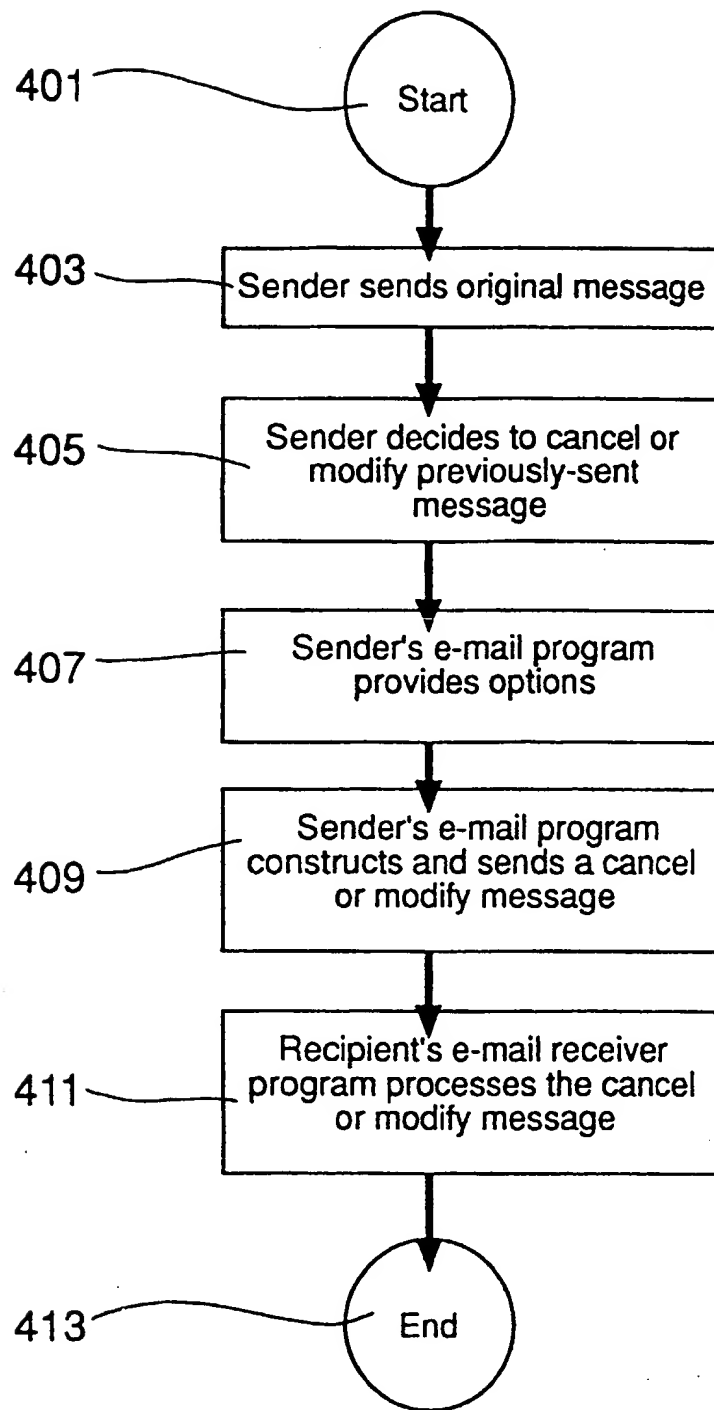 401
Start
403
Sender sends original message
405
Sender decides to cancel or
modify previously-sent
message
407
Sender's e-mail program
provides options
409
Sender's e-mail program
constructs and sends a cancel
or modify message
411
Recipient's e-mail receiver
program processes the cancel
or modify message
413
End